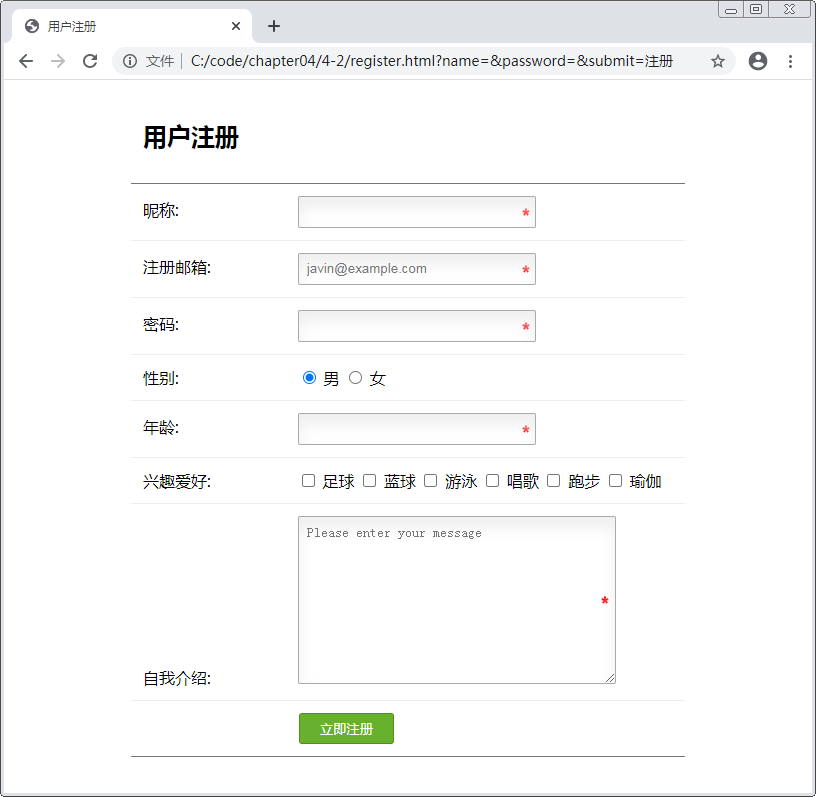 用户注册
文件 C:/code/chapter04/4-2/register.html?name=&password=&submit=注册
用户注册
昵称: *
注册邮箱: javin@example.com *
密码: *
性别: 男 女
年龄: *
兴趣爱好: 足球 蓝球 游泳 唱歌 跑步 瑜伽
Please enter your message
*
自我介绍:
立即注册